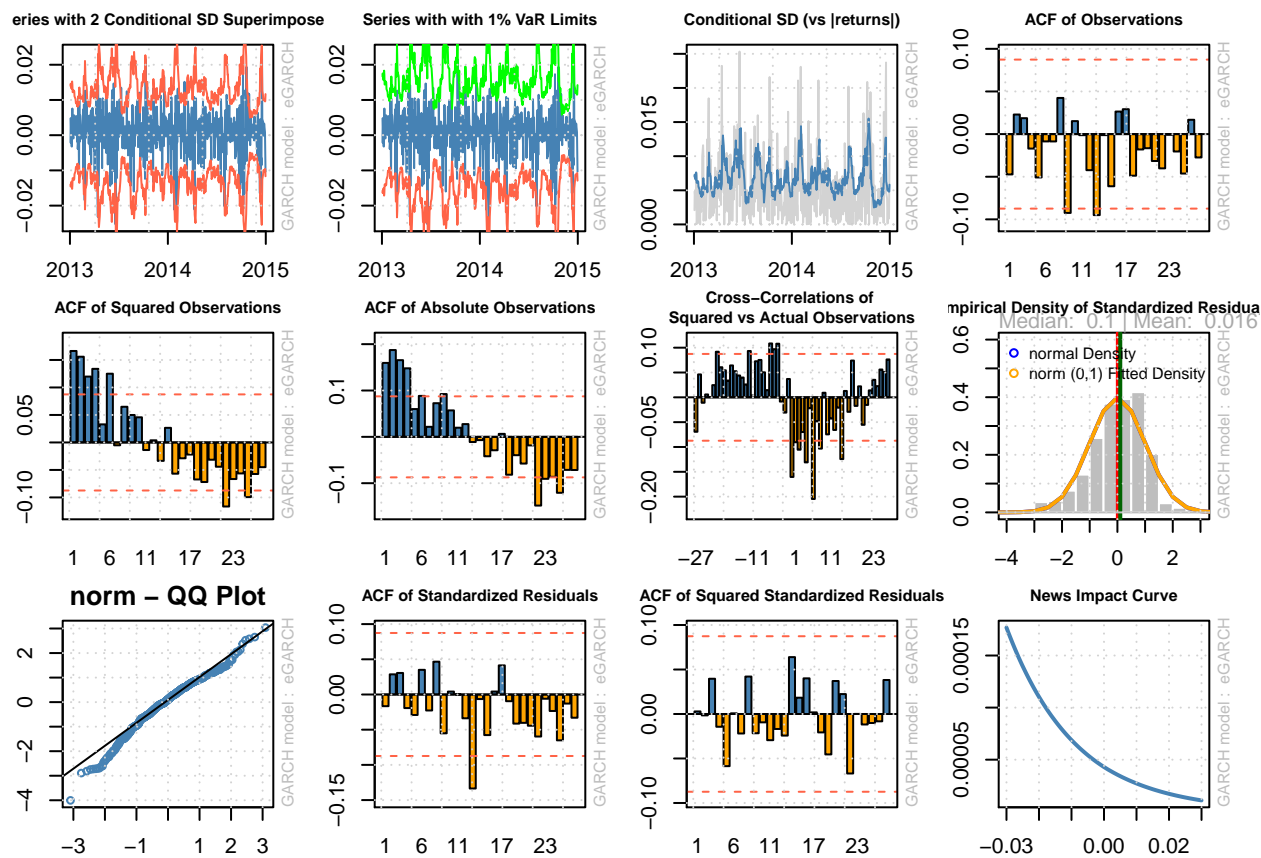 eries with 2 Conditional SD Superimpose
0.02
0.00
−0.02
2013 2014 2015
GARCH model : eGARCH
Series with with 1% VaR Limits
0.02
0.00
−0.02
2013 2014 2015
GARCH model : eGARCH
Conditional SD (vs |returns|)
0.015
0.000
2013 2014 2015
GARCH model : eGARCH
ACF of Observations
0.10
0.00
−0.10
1 6 11 17 23
GARCH model : eGARCH
ACF of Squared Observations
0.05
−0.10
1 6 11 17 23
GARCH model : eGARCH
ACF of Absolute Observations
0.1
−0.1
1 6 11 17 23
GARCH model : eGARCH
Cross−Correlations of
Squared vs Actual Observations
0.10
−0.05
−0.20
−27 −11 1 11 23
GARCH model : eGARCH
mpirical Density of Standardized Residua
Median: 0.1 | Mean: 0.016
normal Density
norm (0,1) Fitted Density
0.6
0.4
0.2
0.0
−4 −2 0 2
GARCH model : eGARCH
norm − QQ Plot
2
0
−2
−4
−3 −1 1 2 3
GARCH model : eGARCH
ACF of Standardized Residuals
0.10
0.00
−0.15
1 6 11 17 23
GARCH model : eGARCH
ACF of Squared Standardized Residuals
0.10
0.00
−0.10
1 6 11 17 23
GARCH model : eGARCH
News Impact Curve
0.00015
0.00005
−0.03 0.00 0.02
GARCH model : eGARCH